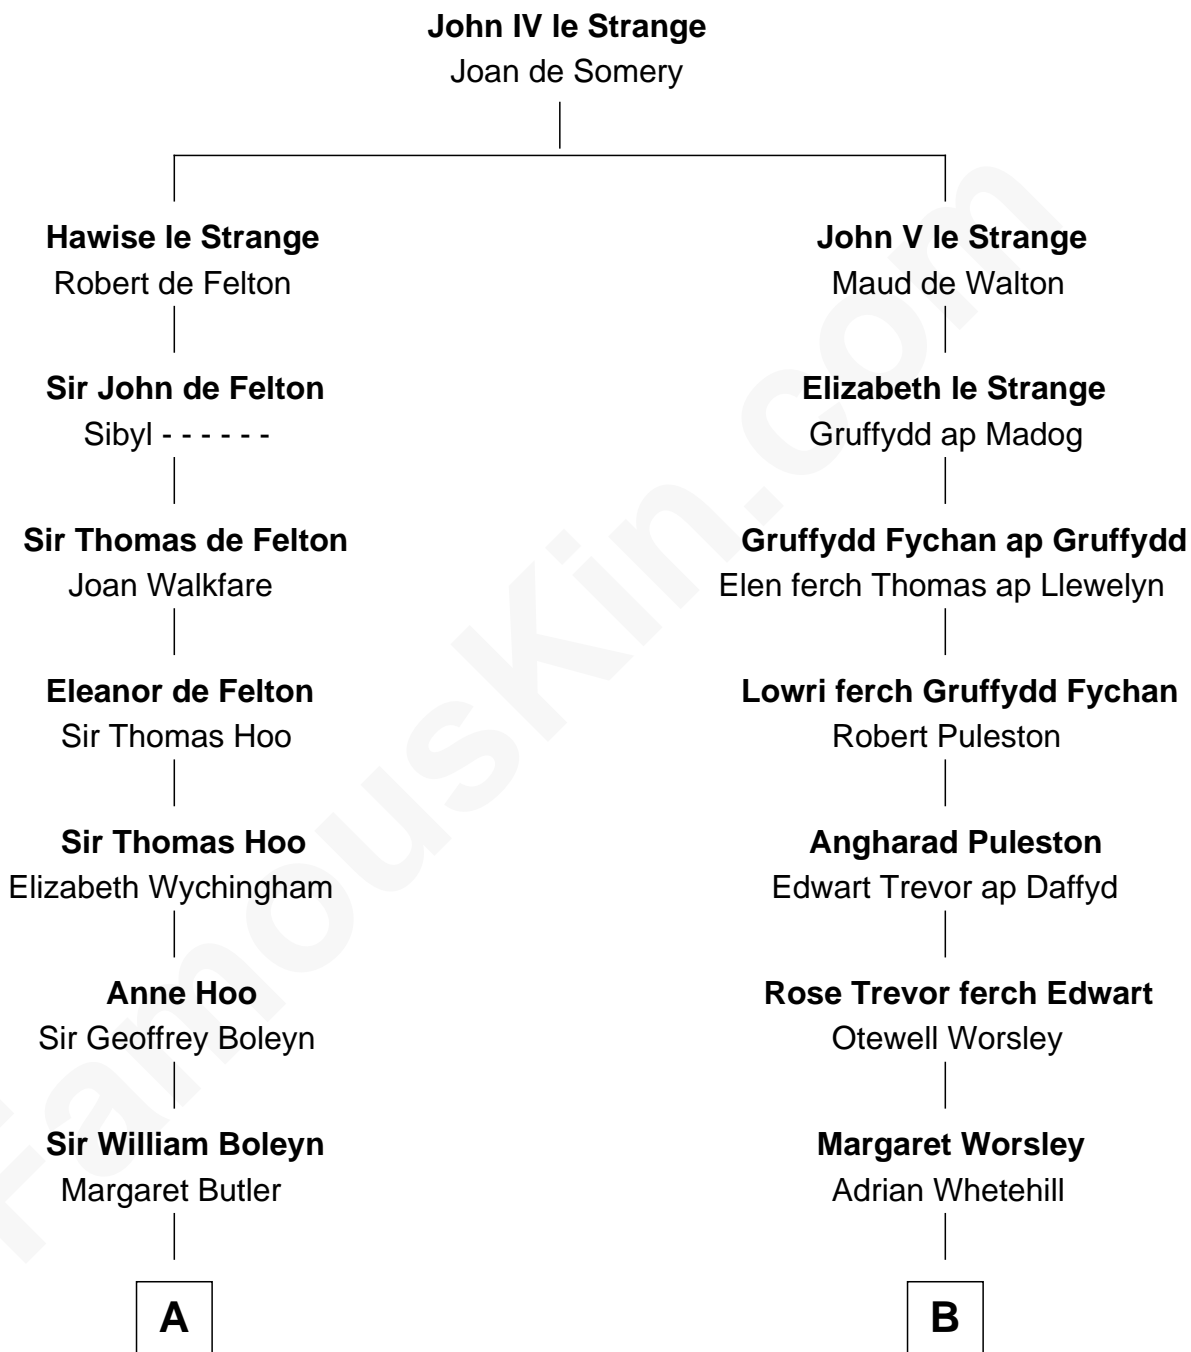 John IV le Strange
Joan de Somery
Hawise le Strange
Robert de Felton
John V le Strange
Maud de Walton
Sir John de Felton
Sibyl - - - - - -
Elizabeth le Strange
Gruffydd ap Madog
Sir Thomas de Felton
Joan Walkfare
Gruffydd Fychan ap Gruffydd
Elen ferch Thomas ap Llewelyn
Eleanor de Felton
Sir Thomas Hoo
Lowri ferch Gruffydd Fychan
Robert Puleston
Sir Thomas Hoo
Elizabeth Wychingham
Angharad Puleston
Edwart Trevor ap Daffyd
Anne Hoo
Sir Geoffrey Boleyn
Rose Trevor ferch Edwart
Otewell Worsley
Sir William Boleyn
Margaret Butler
Margaret Worsley
Adrian Whetehill
A
B
FamousKin.com